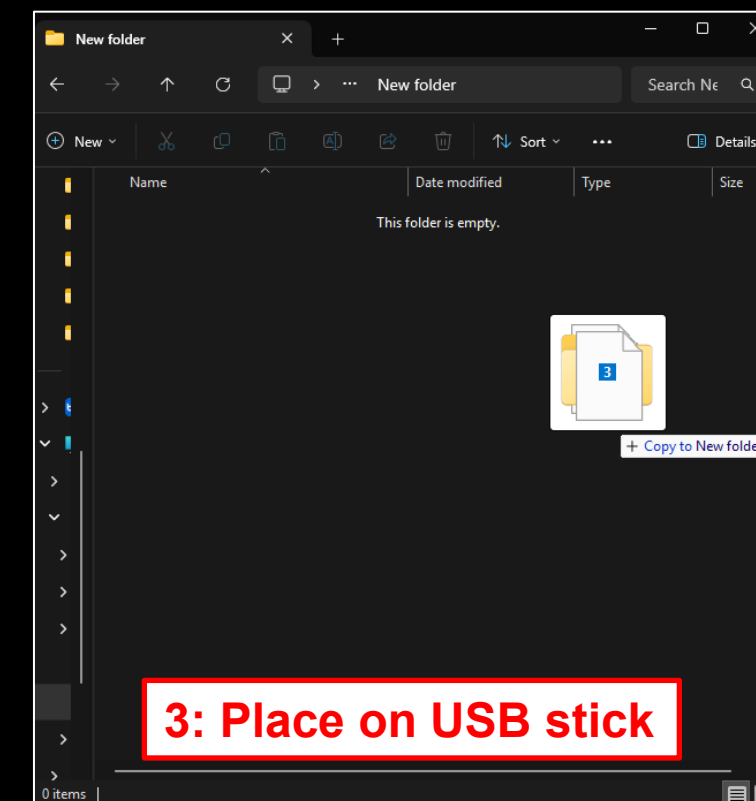 New folder
New folder
Search Ne
New
Sort
Details
Name
Date modified
Type
Size
This folder is empty.
3
+ Copy to New folde
3: Place on USB stick
0 items